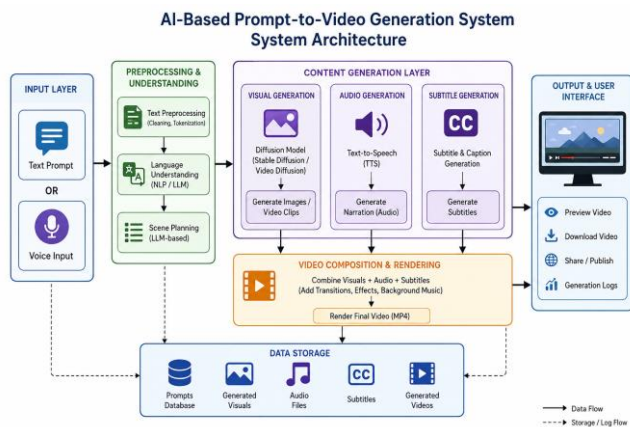 AI-Based Prompt-to-Video Generation System
System Architecture
INPUT LAYER
Text Prompt
OR
Voice Input
PREPROCESSING &
UNDERSTANDING
Text Preprocessing
(Cleaning, Tokenization)
Language
Understanding
(NLP / LLM)
Scene Planning
(LLM-based)
CONTENT GENERATION LAYER
VISUAL GENERATION
Diffusion Model
(Stable Diffusion /
Video Diffusion)
Generate Images /
Video Clips
AUDIO GENERATION
Text-to-Speech
(TTS)
Generate
Narration (Audio)
SUBTITLE GENERATION
CC
Subtitle & Caption
Generation
Generate
Subtitles
VIDEO COMPOSITION & RENDERING
Combine Visuals + Audio + Subtitles
(Add Transitions, Effects, Background Music)
Render Final Video (MP4)
OUTPUT & USER
INTERFACE
Preview Video
Download Video
Share / Publish
Generation Logs
DATA STORAGE
Prompts
Database
Generated
Visuals
Audio
Files
CC
Subtitles
Generated
Videos
Data Flow
Storage / Log Flow